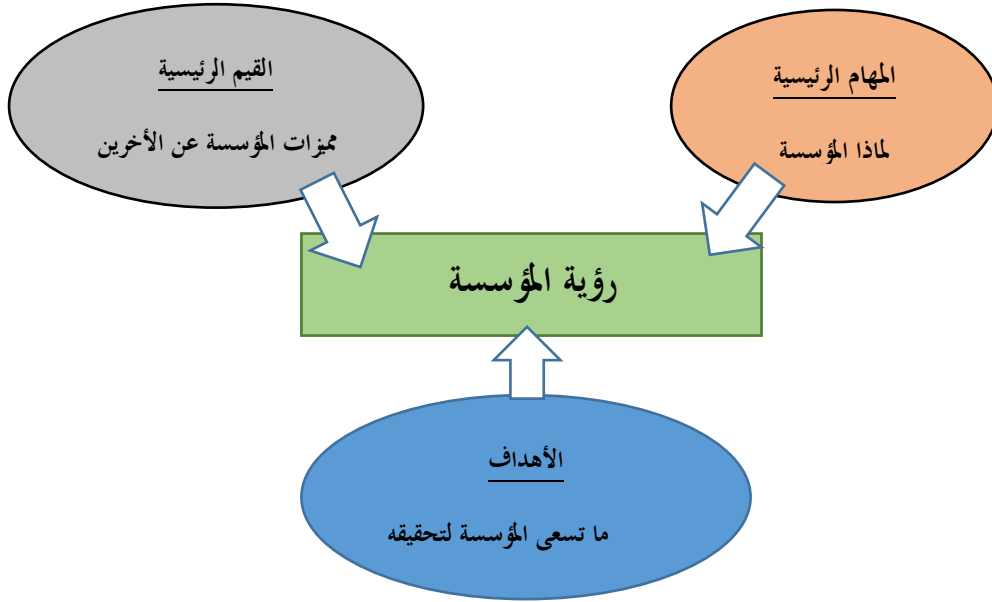 المهام الرئيسية
لماذا المؤسسة
القيم الرئيسية
مميزات المؤسسة عن الأخرين
رؤية المؤسسة
الأهداف
ما تسعى المؤسسة لتحقيقه